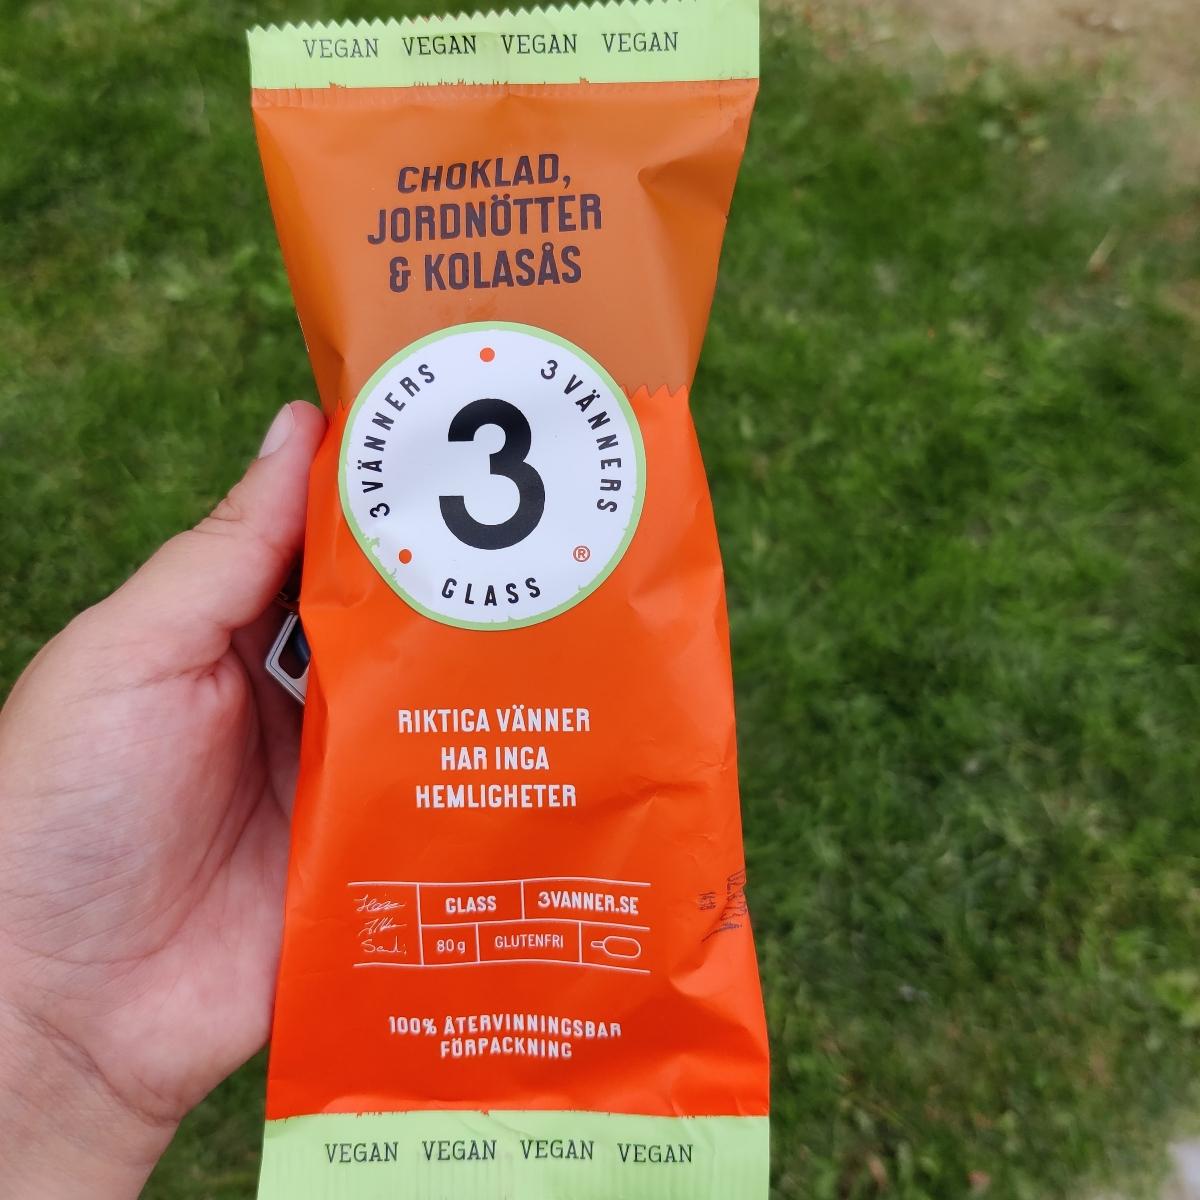 VEGAN VEGAN VEGAN VEGAN
CHOKLAD,
JORDNÖTTER
& KOLASÅS
3 VÄNNERS
3 VÄNNERS
3
®
GLASS
RIKTIGA VÄNNER
HAR INGA
HEMLIGHETER
GLASS
3VANNER.SE
80 g
GLUTENFRI
100% ÅTERVINNINGSBAR
FÖRPACKNING
VEGAN VEGAN VEGAN VEGAN